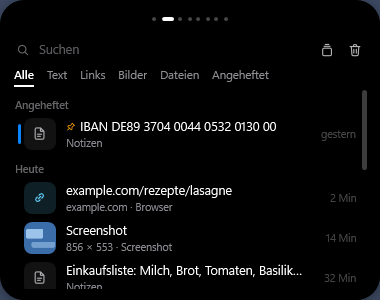 Suchen
Alle Text Links Bilder Dateien Angeheftet
Angeheftet
IBAN DE89 3704 0044 0532 0130 00
gestern
Notizen
Heute
example.com/rezepte/lasagne
2 Min
example.com · Browser
Screenshot
14 Min
856 × 553 · Screenshot
Einkaufsliste: Milch, Brot, Tomaten, Basilik...
32 Min
Notizen